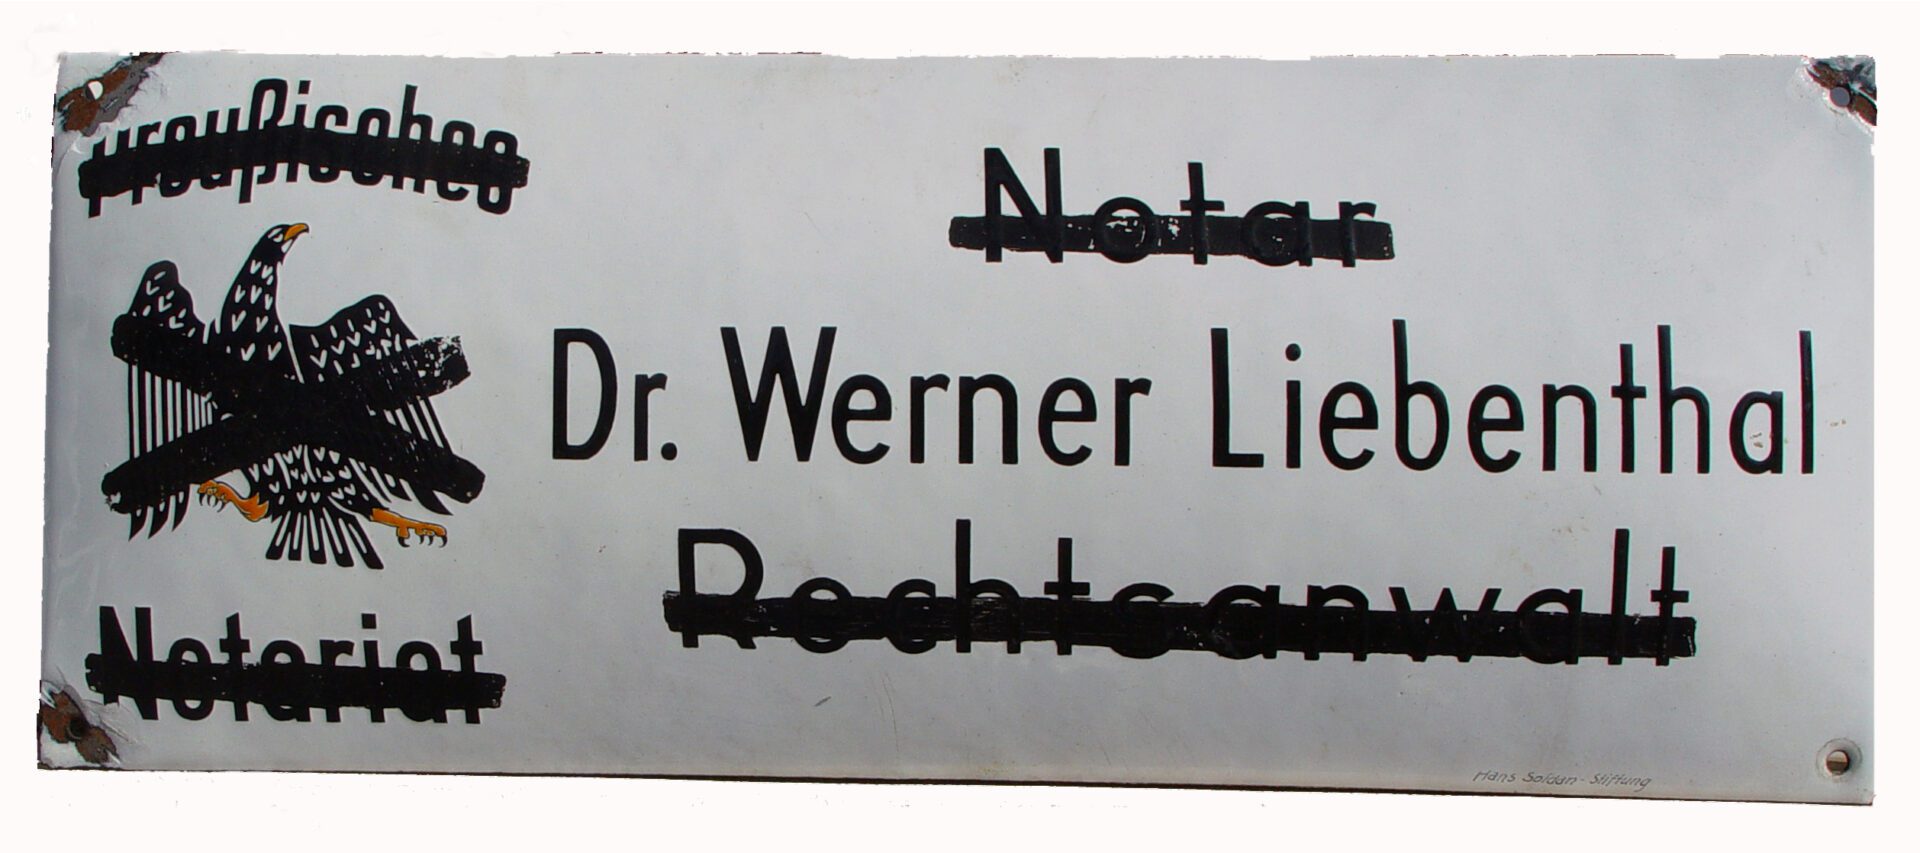 Preußisches
Notariat
Notar
Dr. Werner Liebenthal
Rechtsanwalt
Hans Soldan-Stiftung